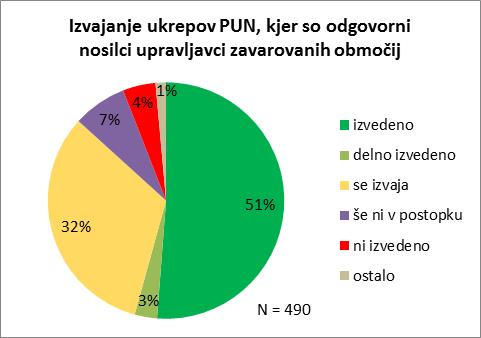 Izvajanje ukrepov PUN, kjer so odgovorni
nosilci upravljavci zavarovanih območij
1%
4%
7%
32%
3%
51%
izvedeno
delno izvedeno
se izvaja
še ni v postopku
ni izvedeno
ostalo
N = 490